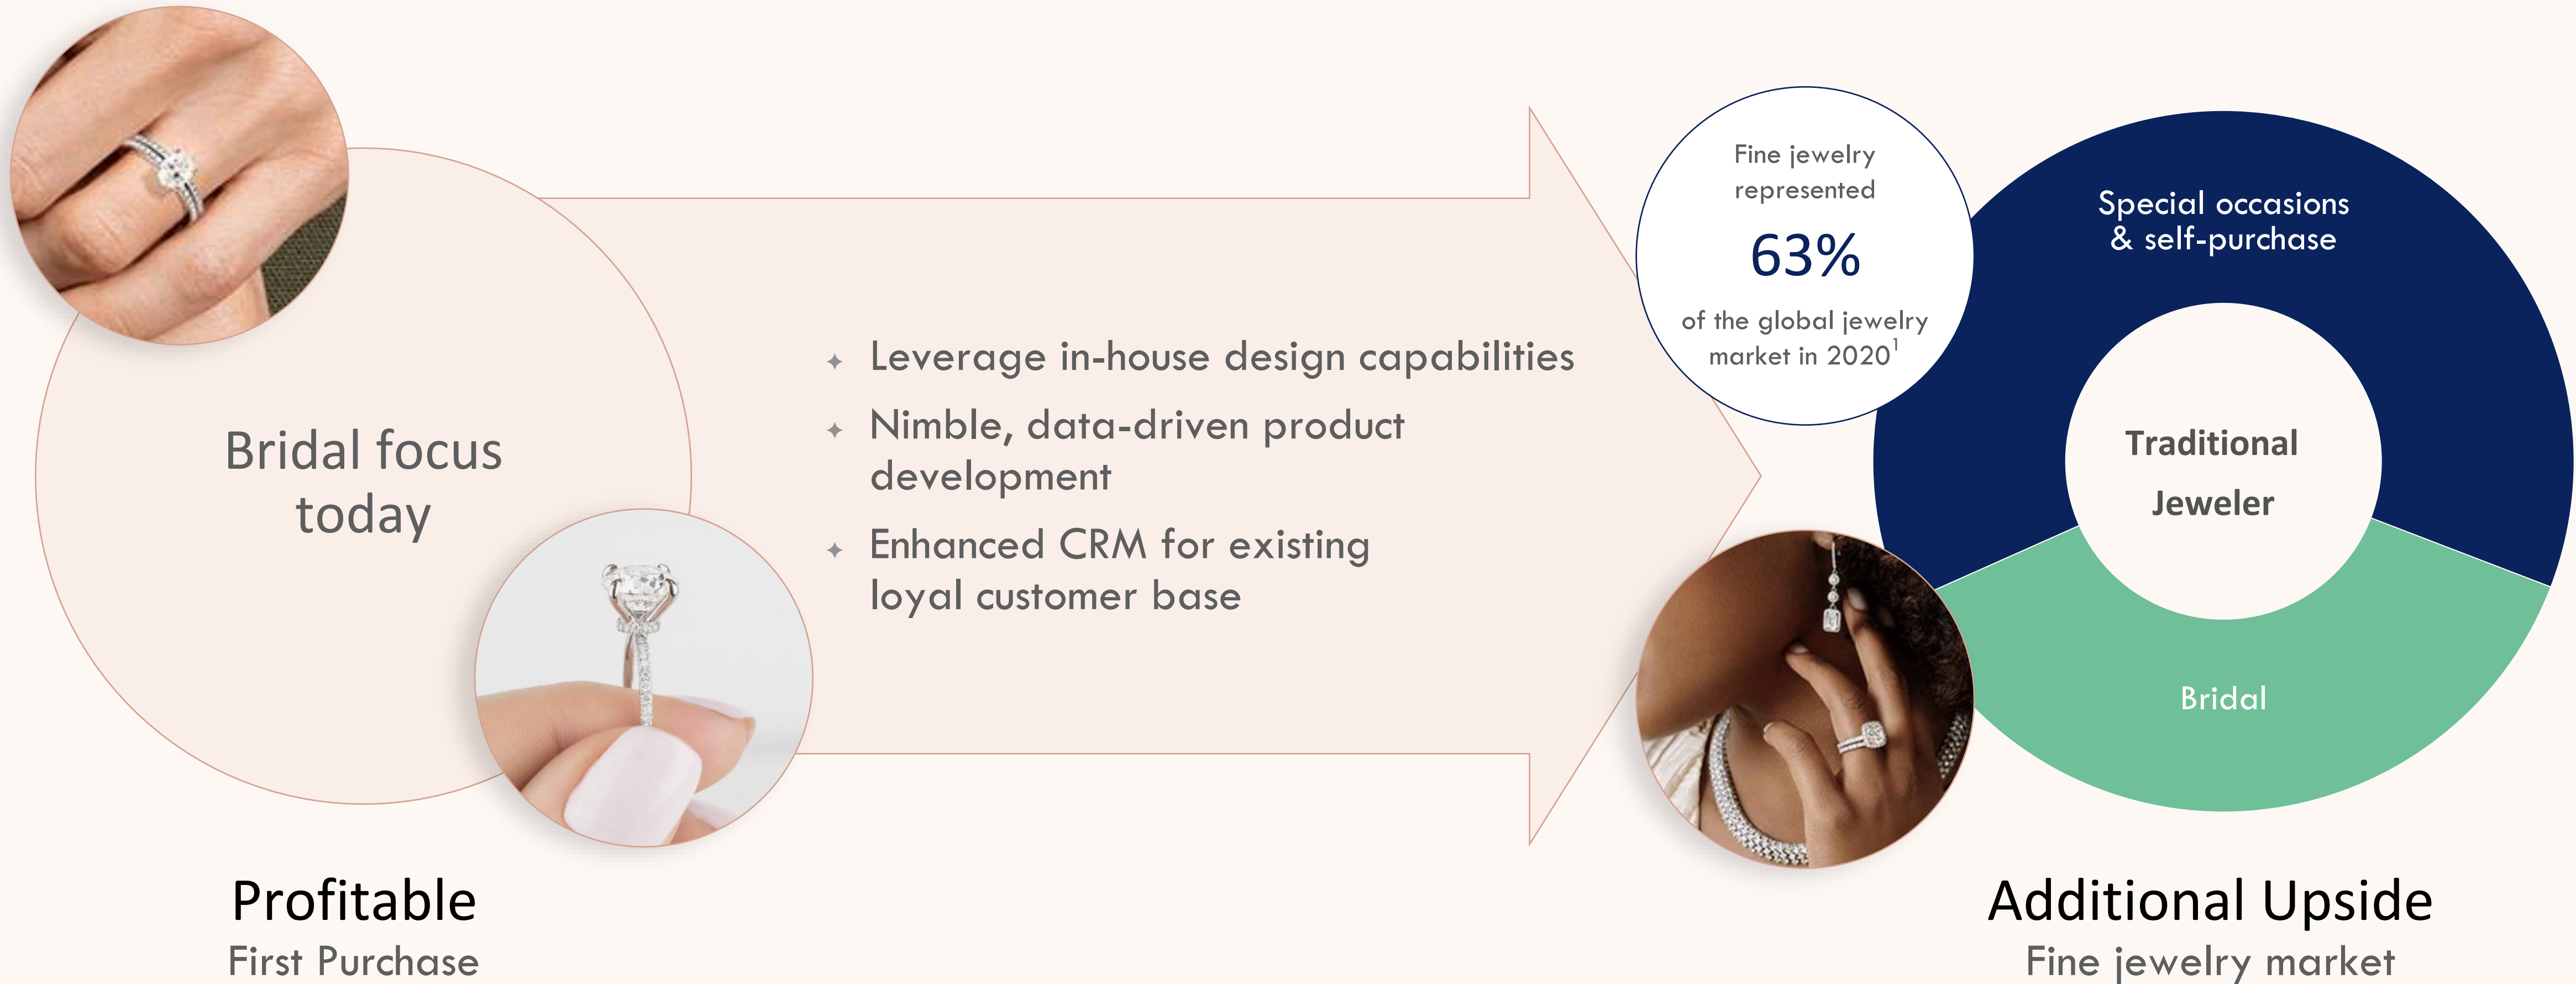 Bridal focus
today
Profitable
First Purchase
Leverage in-house design capabilities
Nimble, data-driven product
development
Enhanced CRM for existing
loyal customer base
Fine jewelry
represented
63%
of the global jewelry
market in 2020¹
Special occasions
& self-purchase
Traditional
Jeweler
Bridal
Additional Upside
Fine jewelry market